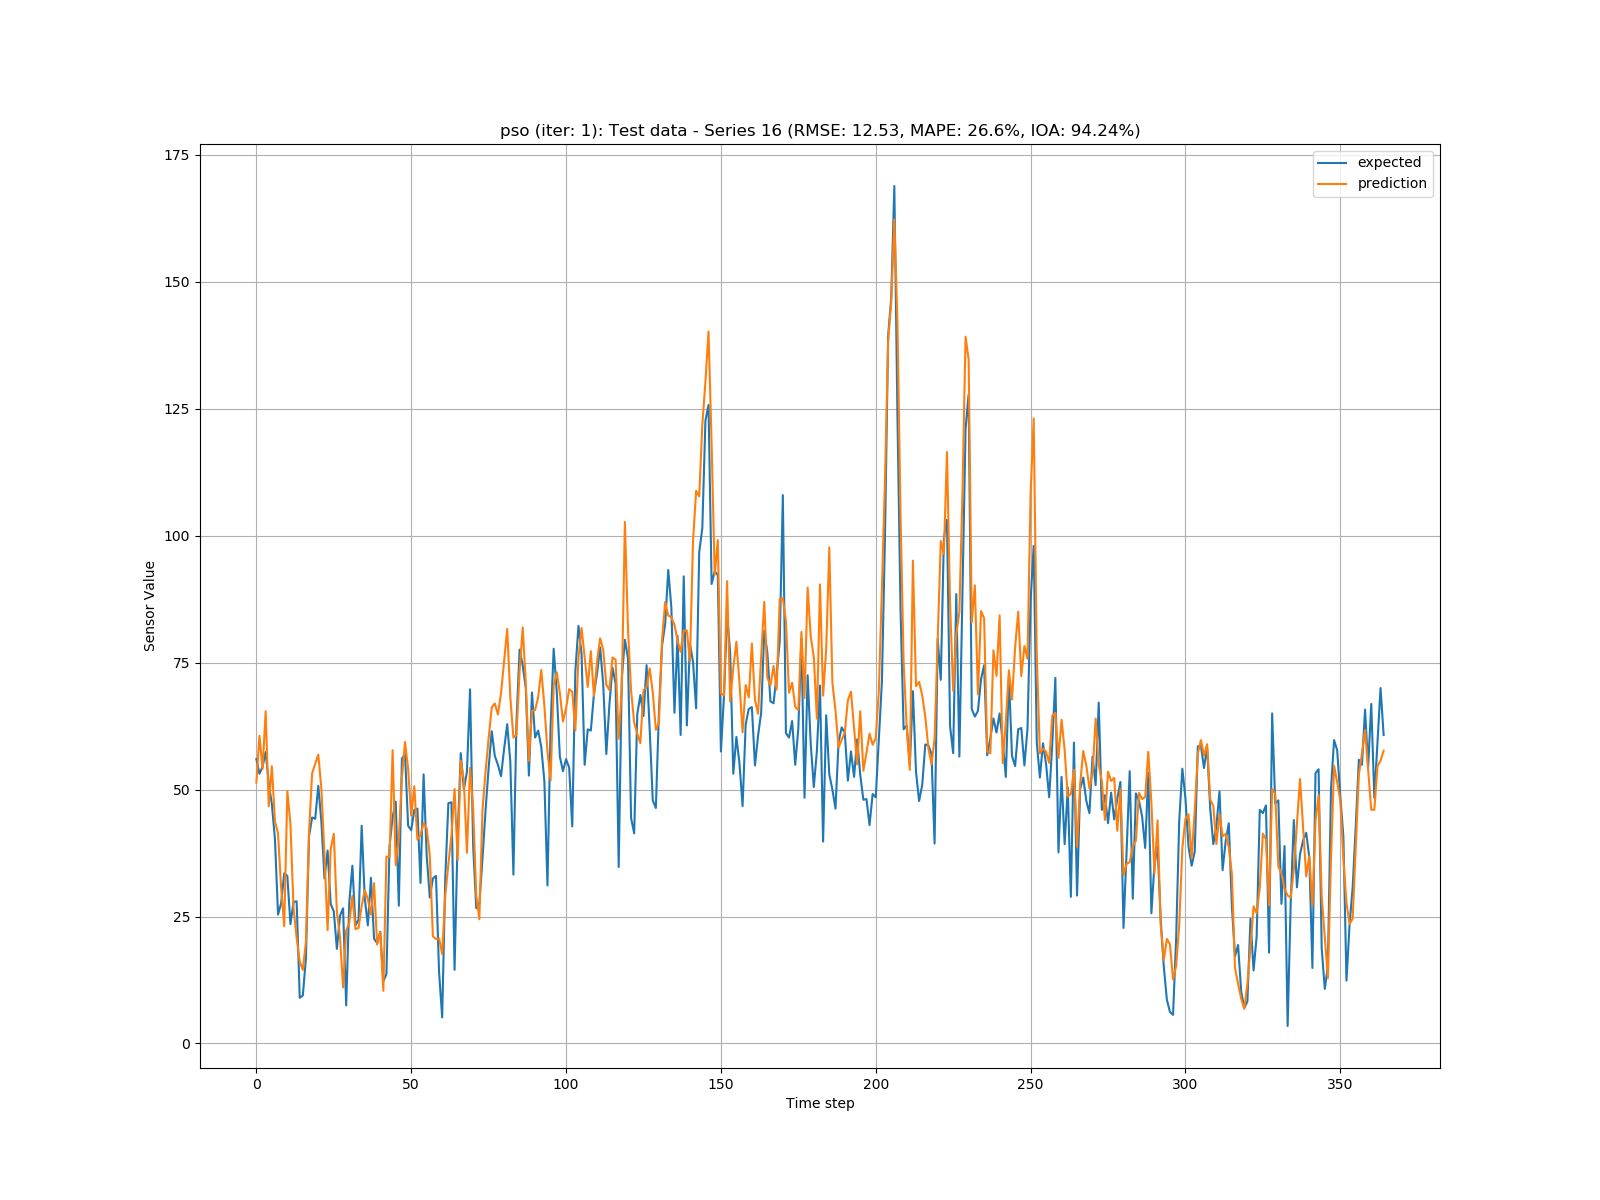 pso (iter: 1): Test data - Series 16 (RMSE: 12.53, MAPE: 26.6%, IOA: 94.24%)
expected
prediction
175
150
125
100
75
50
25
0
Sensor Value
0 50 100 150 200 250 300 350
Time step